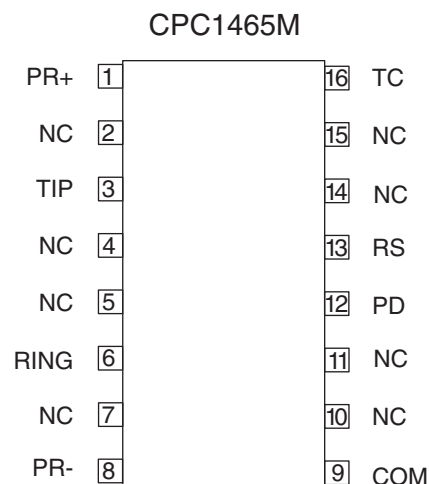 CPC1465M
PR+ 1 16 TC
NC 2 15 NC
TIP 3 14 NC
NC 4 13 RS
NC 5 12 PD
RING 6 11 NC
NC 7 10 NC
PR- 8 9 COM